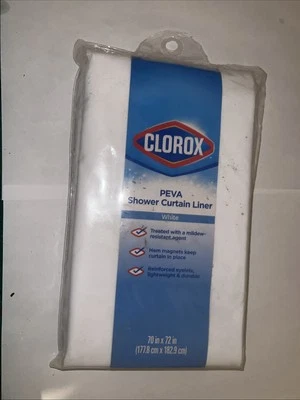 CLOROX
PEVA
Shower Curtain Liner
White
Treated with a mildew-
resistant agent
Hem magnets keep
curtain in place
Reinforced eyelets,
lightweight & durable
70 in x 72 in
(177.8 cm x 182.9 cm)